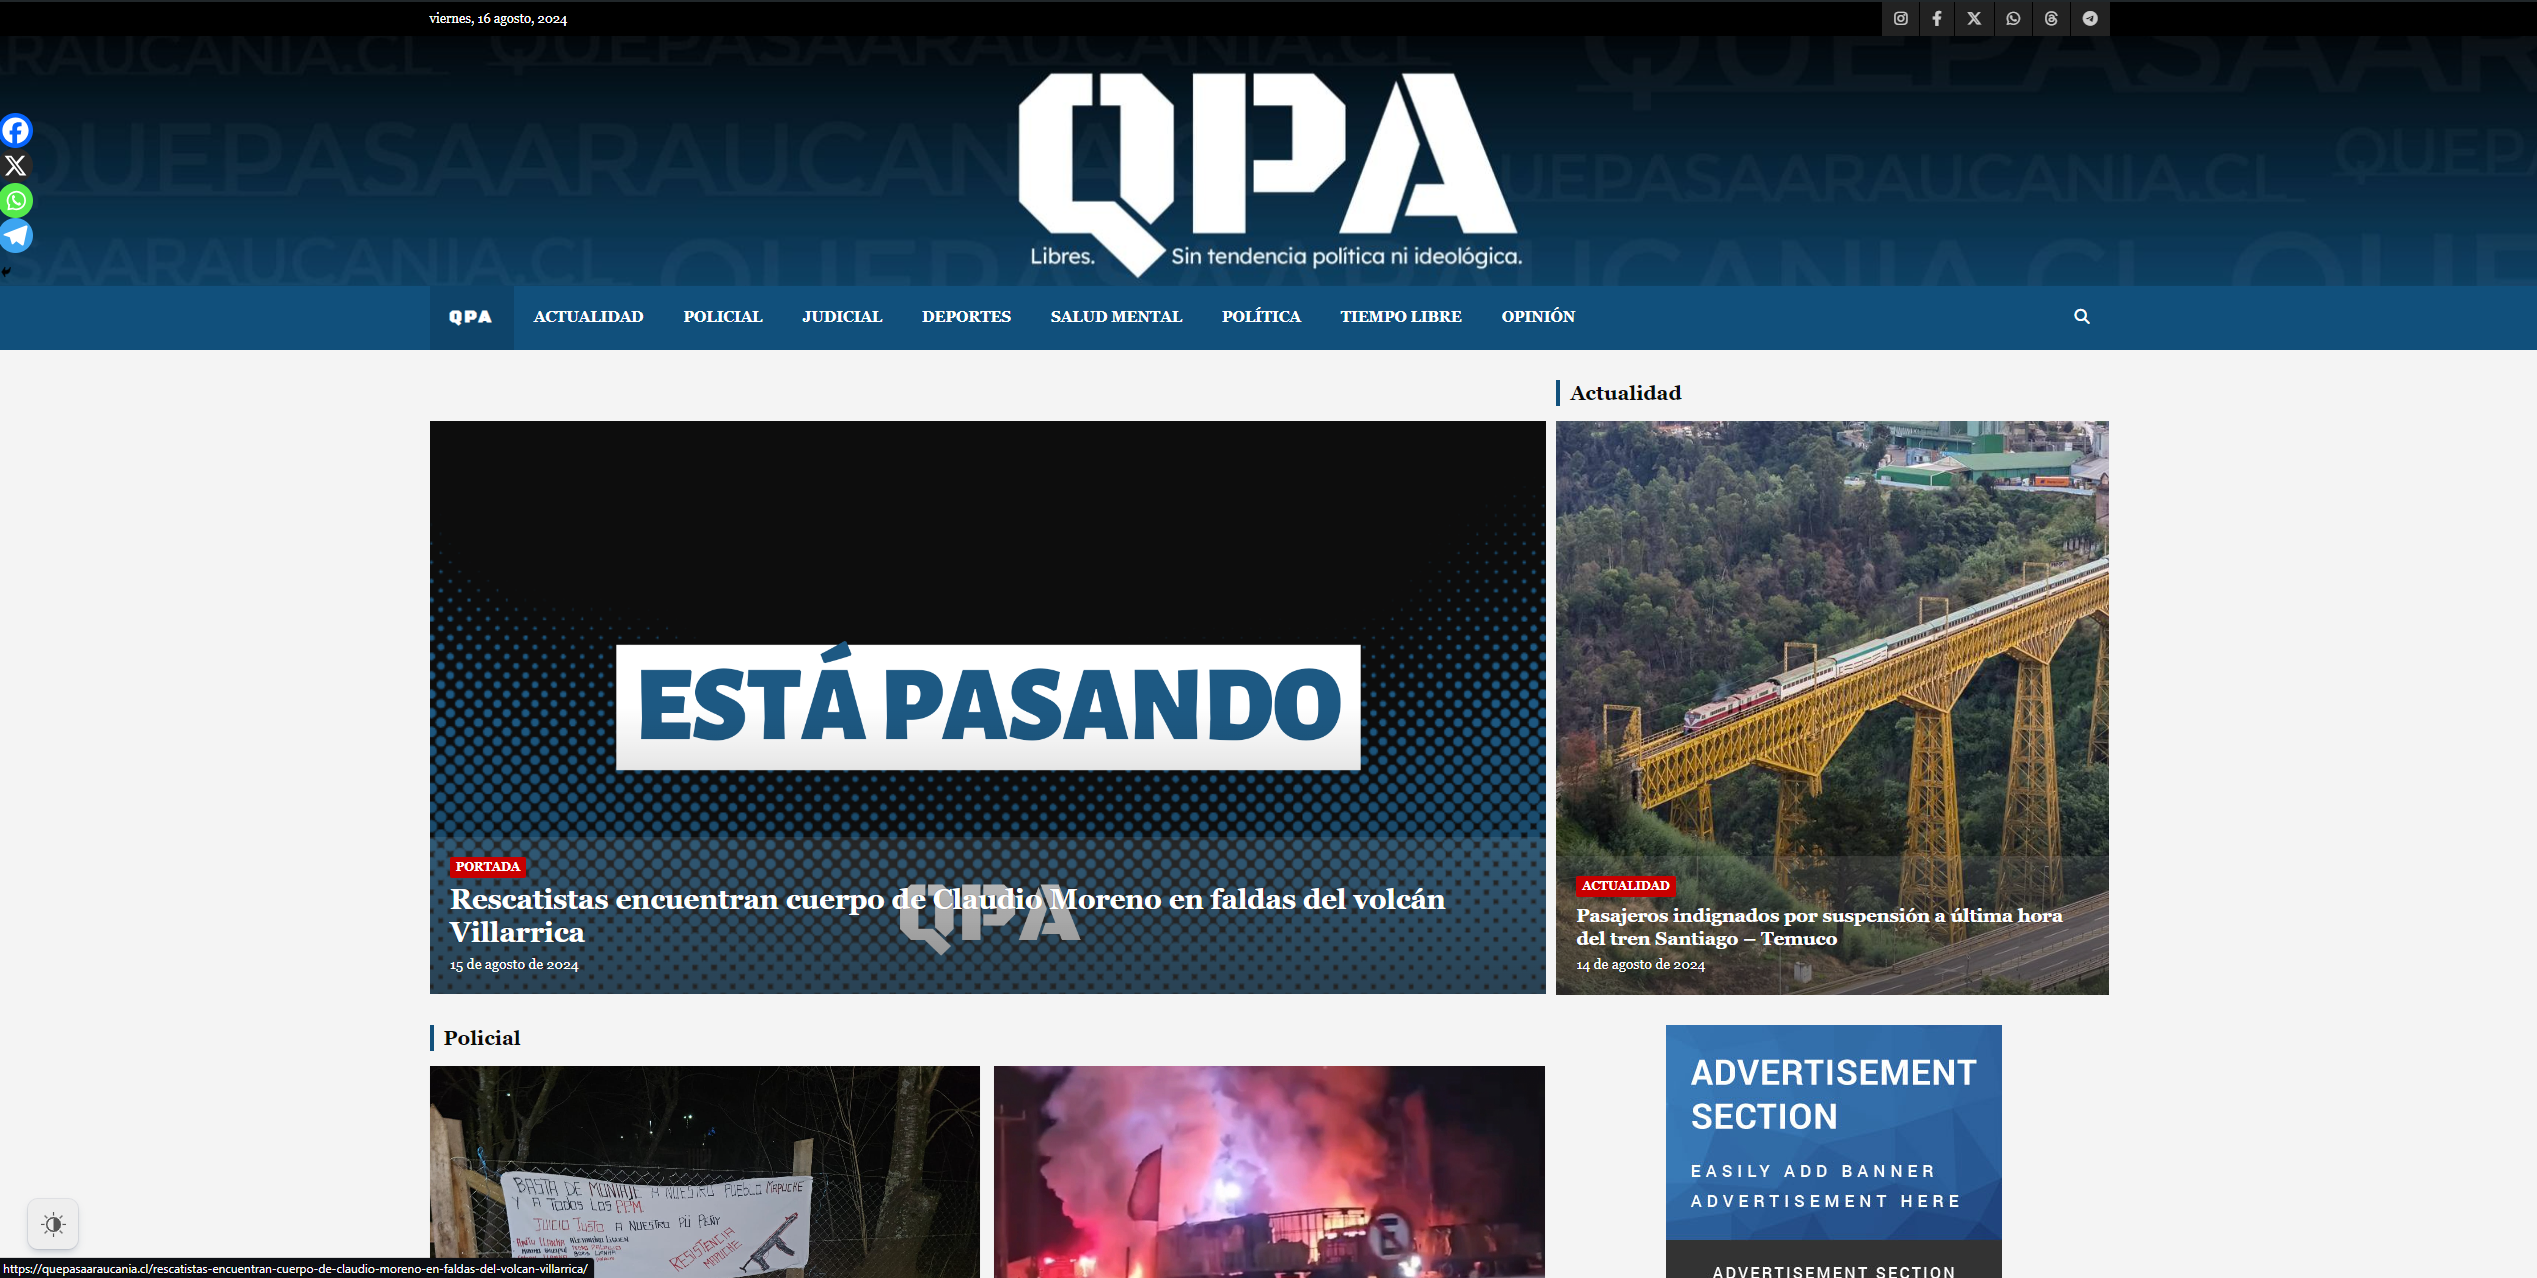 viernes, 16 agosto, 2024
QUEPASAARAUCANIA.CL
QPA
Libres. Sin tendencia política ni ideológica.
QPA
ACTUALIDAD
POLICIAL
JUDICIAL
DEPORTES
SALUD MENTAL
POLÍTICA
TIEMPO LIBRE
OPINIÓN
Actualidad
ESTÁ PASANDO
PORTADA
Rescatistas encuentran cuerpo de Claudio Moreno en faldas del volcán
Villarrica
15 de agosto de 2024
QPA
ACTUALIDAD
Pasajeros indignados por suspensión a última hora
del tren Santiago – Temuco
14 de agosto de 2024
Policial
BASTA DE MONTAJE A NUESTRO PUEBLO MAPUCHE
Y A TODOS LOS PPM
JUICIO JUSTO A NUESTRO PU PEÑY
RESISTENCIA
MAPUCHE
ADVERTISEMENT
SECTION
EASILY ADD BANNER
ADVERTISEMENT HERE
ADVERTISEMENT SECTION
https://quepasaaraucania.cl/rescatistas-encuentran-cuerpo-de-claudio-moreno-en-faldas-del-volcan-villarrica/